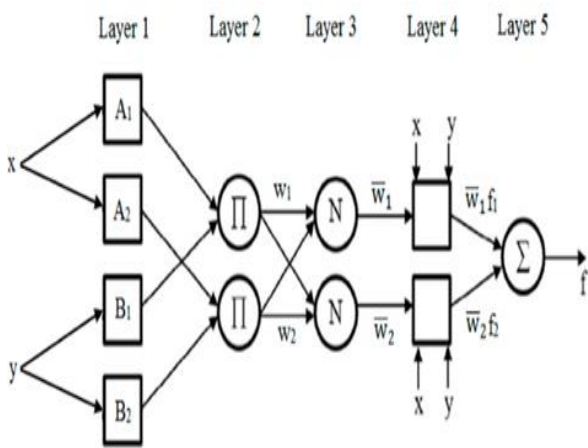 Layer 1 Layer 2 Layer 3 Layer 4 Layer 5
x y
A₁
x
w₁ w̅₁ w̅₁f₁
A₂ Π N
Σ
f
B₁ Π N
w₂ w̅₂ w̅₂f₂
y
B₂
x y